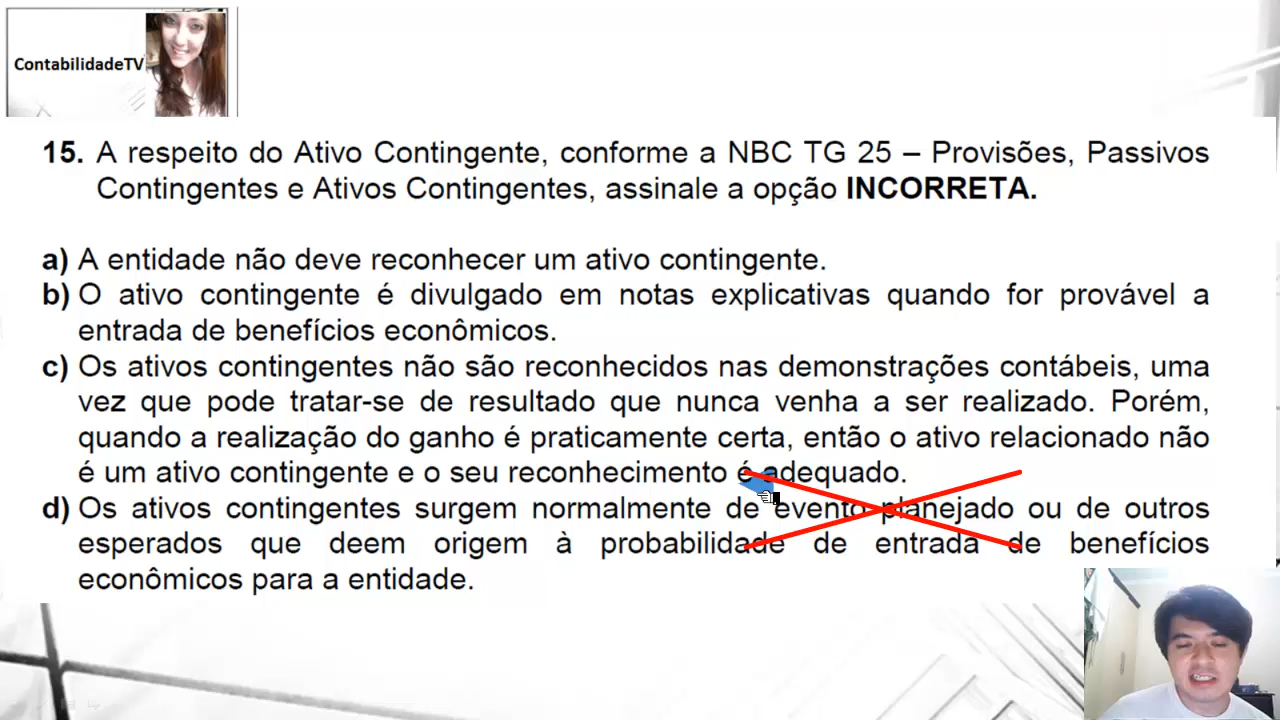 ContabilidadeTV
15. A respeito do Ativo Contingente, conforme a NBC TG 25 – Provisões, Passivos
Contingentes e Ativos Contingentes, assinale a opção INCORRETA.
a) A entidade não deve reconhecer um ativo contingente.
b) O ativo contingente é divulgado em notas explicativas quando for provável a
entrada de benefícios econômicos.
c) Os ativos contingentes não são reconhecidos nas demonstrações contábeis, uma
vez que pode tratar-se de resultado que nunca venha a ser realizado. Porém,
quando a realização do ganho é praticamente certa, então o ativo relacionado não
é um ativo contingente e o seu reconhecimento é adequado.
d) Os ativos contingentes surgem normalmente de evento planejado ou de outros
esperados que deem origem à probabilidade de entrada de benefícios
econômicos para a entidade.